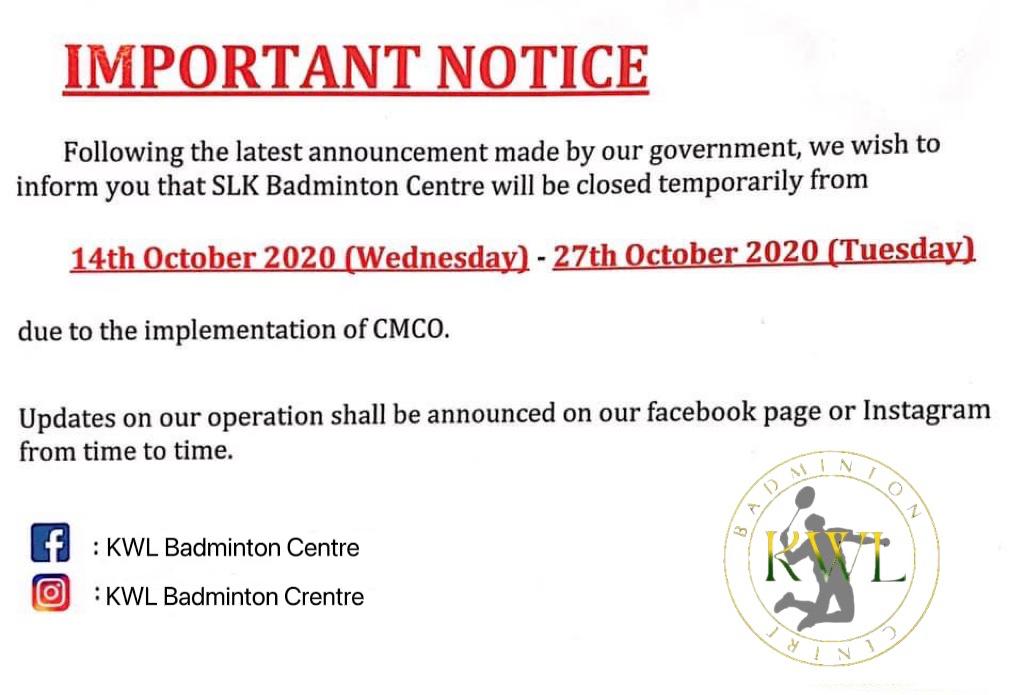 IMPORTANT NOTICE
Following the latest announcement made by our government, we wish to
inform you that SLK Badminton Centre will be closed temporarily from
14th October 2020 (Wednesday) - 27th October 2020 (Tuesday)
due to the implementation of CMCO.
Updates on our operation shall be announced on our facebook page or Instagram
from time to time.
: KWL Badminton Centre
: KWL Badminton Crentre
BADMINTON
KWL
CENTRE